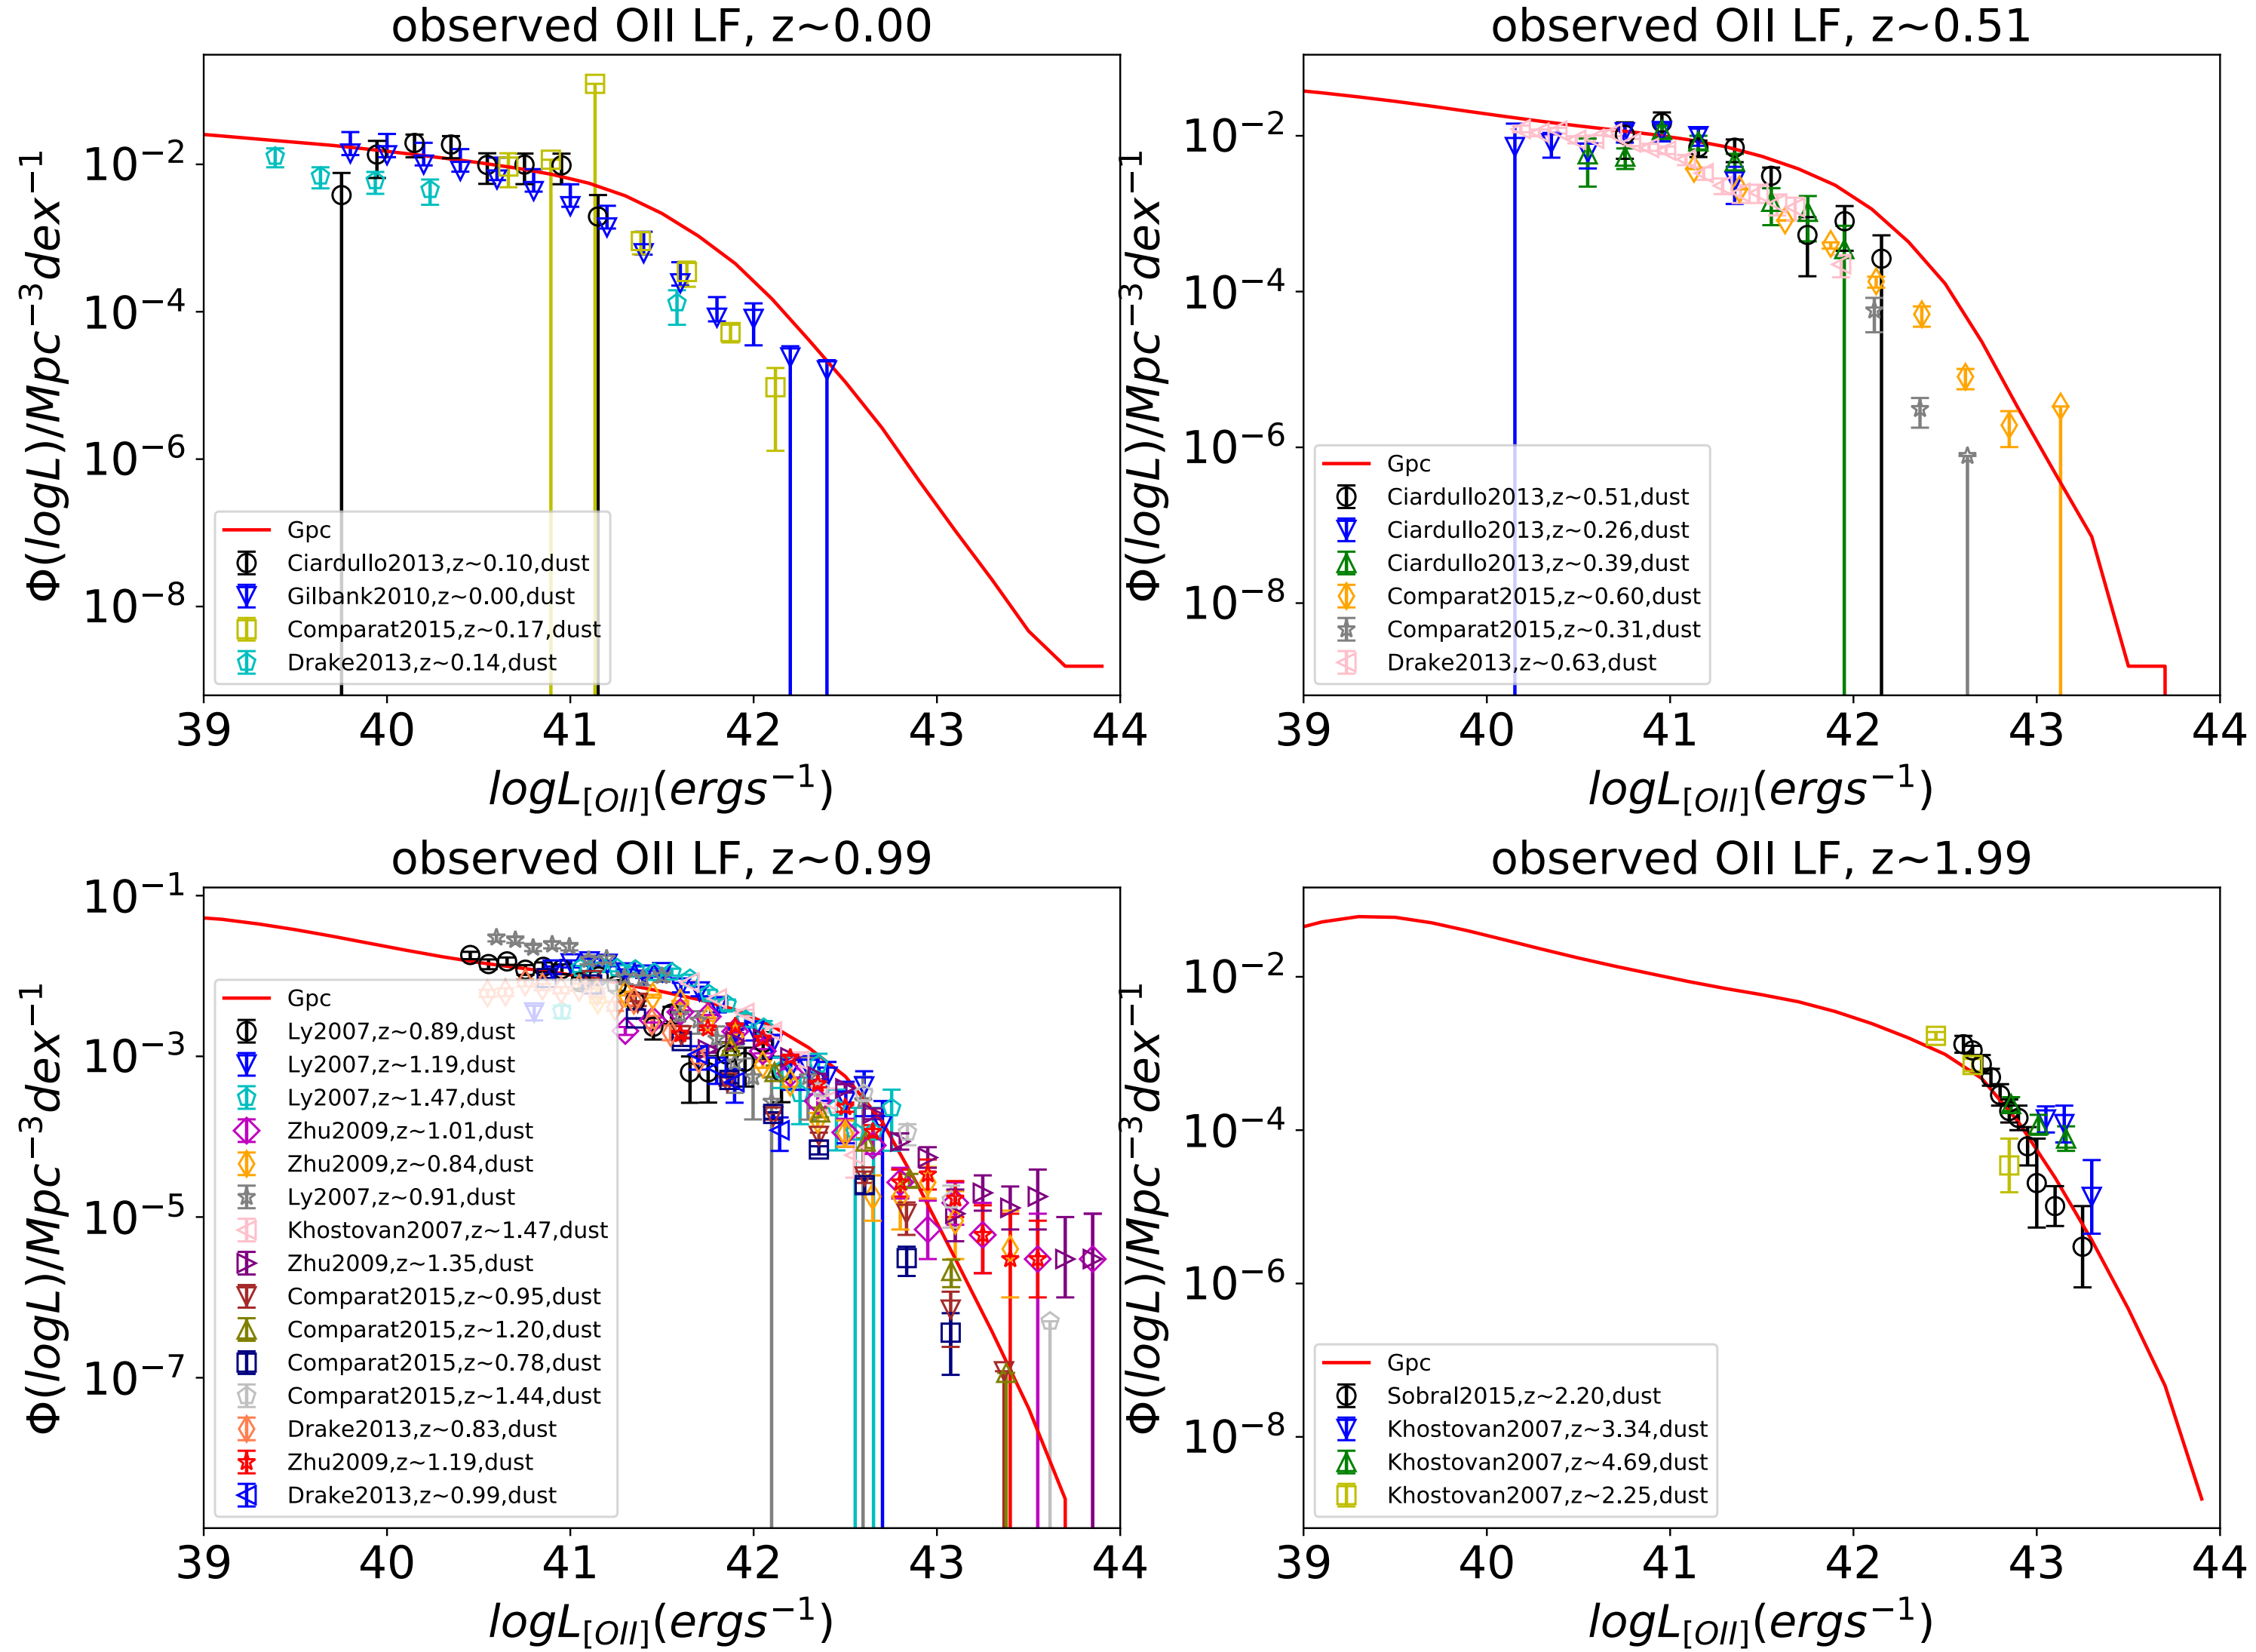 observed OII LF, z~0.00
Φ(logL)/Mpc⁻³dex⁻¹
10⁻²
10⁻⁴
10⁻⁶
10⁻⁸
Gpc
Ciardullo2013,z~0.10,dust
Gilbank2010,z~0.00,dust
Comparat2015,z~0.17,dust
Drake2013,z~0.14,dust
39 40 41 42 43 44
logL[OII](ergs⁻¹)
observed OII LF, z~0.51
Φ(logL)/Mpc⁻³dex⁻¹
10⁻²
10⁻⁴
10⁻⁶
10⁻⁸
Gpc
Ciardullo2013,z~0.51,dust
Ciardullo2013,z~0.26,dust
Ciardullo2013,z~0.39,dust
Comparat2015,z~0.60,dust
Comparat2015,z~0.31,dust
Drake2013,z~0.63,dust
39 40 41 42 43 44
logL[OII](ergs⁻¹)
observed OII LF, z~0.99
Φ(logL)/Mpc⁻³dex⁻¹
10⁻¹
10⁻³
10⁻⁵
10⁻⁷
Gpc
Ly2007,z~0.89,dust
Ly2007,z~1.19,dust
Ly2007,z~1.47,dust
Zhu2009,z~1.01,dust
Zhu2009,z~0.84,dust
Ly2007,z~0.91,dust
Khostovan2007,z~1.47,dust
Zhu2009,z~1.35,dust
Comparat2015,z~0.95,dust
Comparat2015,z~1.20,dust
Comparat2015,z~0.78,dust
Comparat2015,z~1.44,dust
Drake2013,z~0.83,dust
Zhu2009,z~1.19,dust
Drake2013,z~0.99,dust
39 40 41 42 43 44
logL[OII](ergs⁻¹)
observed OII LF, z~1.99
Φ(logL)/Mpc⁻³dex⁻¹
10⁻²
10⁻⁴
10⁻�6
10⁻⁸
Gpc
Sobral2015,z~2.20,dust
Khostovan2007,z~3.34,dust
Khostovan2007,z~4.69,dust
Khostovan2007,z~2.25,dust
39 40 41 42 43 44
logL[OII](ergs⁻¹)